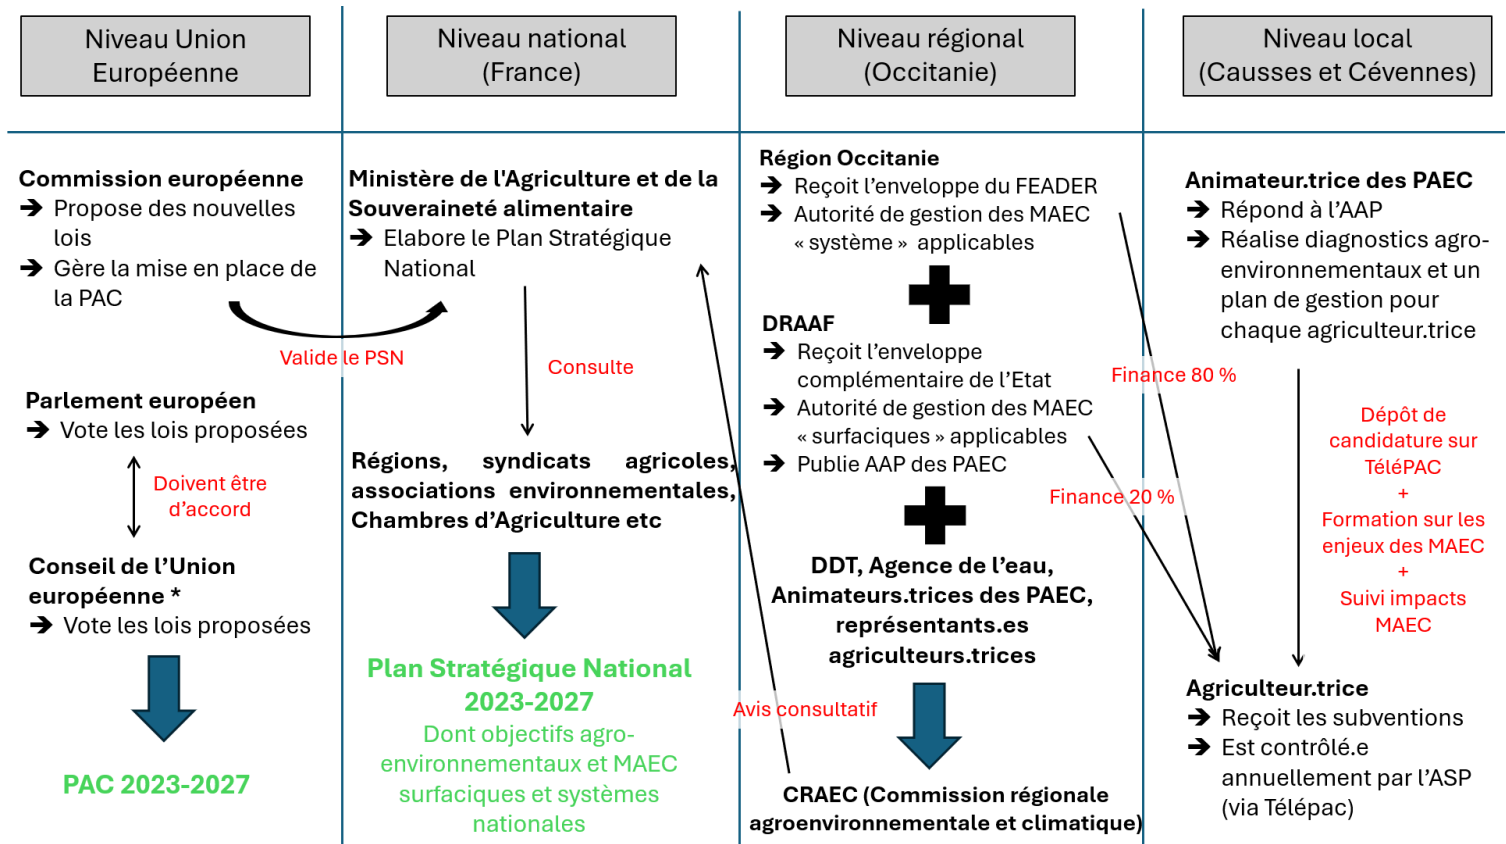 Niveau Union
Européenne
Niveau national
(France)
Niveau régional
(Occitanie)
Niveau local
(Causses et Cévennes)
Commission européenne
➔ Propose des nouvelles
lois
➔ Gère la mise en place de
la PAC
Valide le PSN
Parlement européen
➔ Vote les lois proposées
Doivent être
d’accord
Conseil de l’Union
européenne *
➔ Vote les lois proposées
PAC 2023-2027
Ministère de l'Agriculture et de la
Souveraineté alimentaire
➔ Elabore le Plan Stratégique
National
Consulte
Régions, syndicats agricoles,
associations environnementales,
Chambres d’Agriculture etc
Plan Stratégique National
2023-2027
Dont objectifs agro-
environnementaux et MAEC
surfaciques et systèmes
nationales
Région Occitanie
➔ Reçoit l’enveloppe du FEADER
➔ Autorité de gestion des MAEC
« système » applicables
DRAAF
➔ Reçoit l’enveloppe
complémentaire de l’Etat
➔ Autorité de gestion des MAEC
« surfaciques » applicables
➔ Publie AAP des PAEC
Finance 80 %
Finance 20 %
DDT, Agence de l’eau,
Animateurs.trices des PAEC,
représentants.es
agriculteurs.trices
Avis consultatif
CRAEC (Commission régionale
agroenvironnementale et climatique)
Animateur.trice des PAEC
➔ Répond à l’AAP
➔ Réalise diagnostics agro-
environnementaux et un
plan de gestion pour
chaque agriculteur.trice
Dépôt de
candidature sur
TéléPAC
+
Formation sur les
enjeux des MAEC
+
Suivi impacts
MAEC
Agriculteur.trice
➔ Reçoit les subventions
➔ Est contrôlé.e
annuellement par l’ASP
(via Télépac)